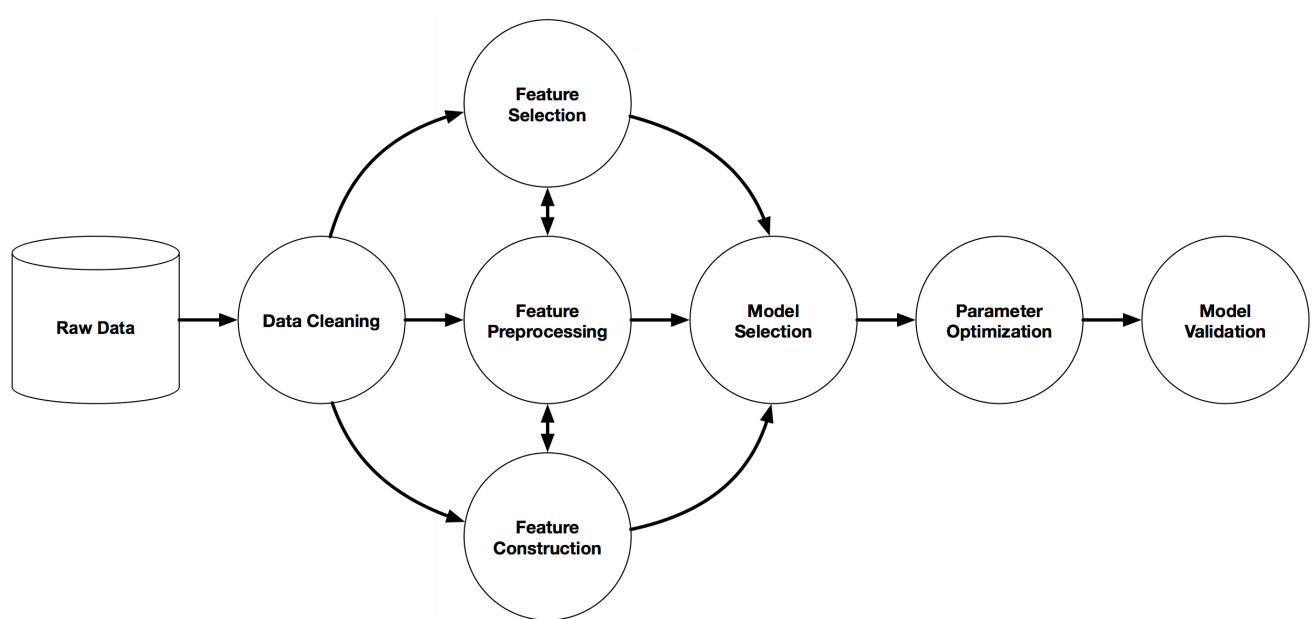 Feature
Selection
Raw Data
Data Cleaning
Feature
Preprocessing
Model
Selection
Parameter
Optimization
Model
Validation
Feature
Construction